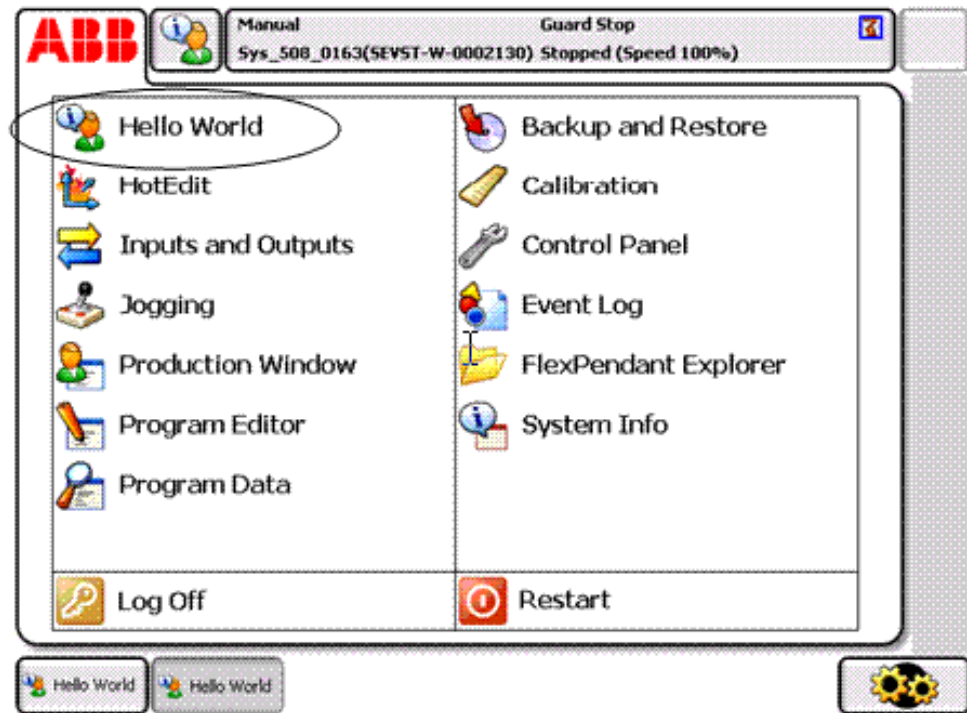 ABB
Manual Guard Stop
Sys_508_0163(SEVST-W-0002130) Stopped (Speed 100%)
Hello World
HotEdit
Inputs and Outputs
Jogging
Production Window
Program Editor
Program Data
Backup and Restore
Calibration
Control Panel
Event Log
FlexPendant Explorer
System Info
Log Off
Restart
Hello World
Hello World